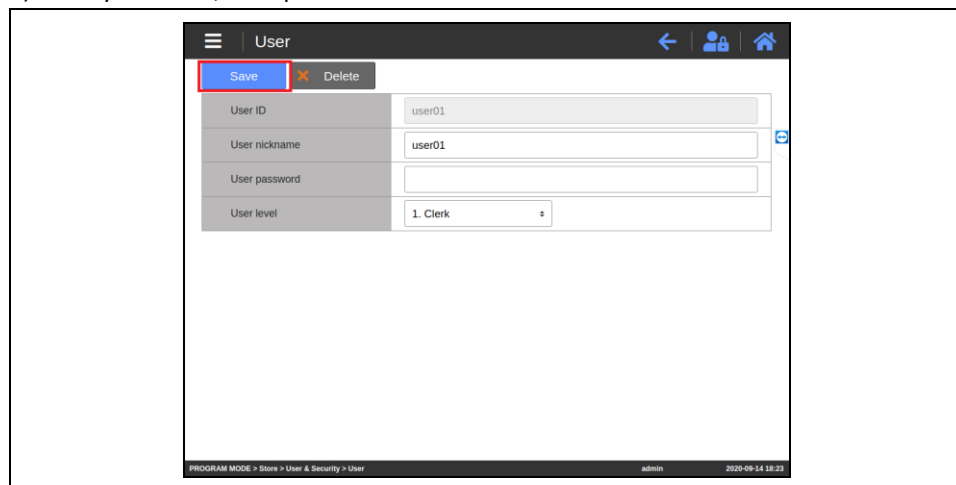 User
Save
Delete
User ID
user01
User nickname
user01
User password
User level
1. Clerk
PROGRAM MODE > Store > User & Security > User
admin
2020-09-14 18:23